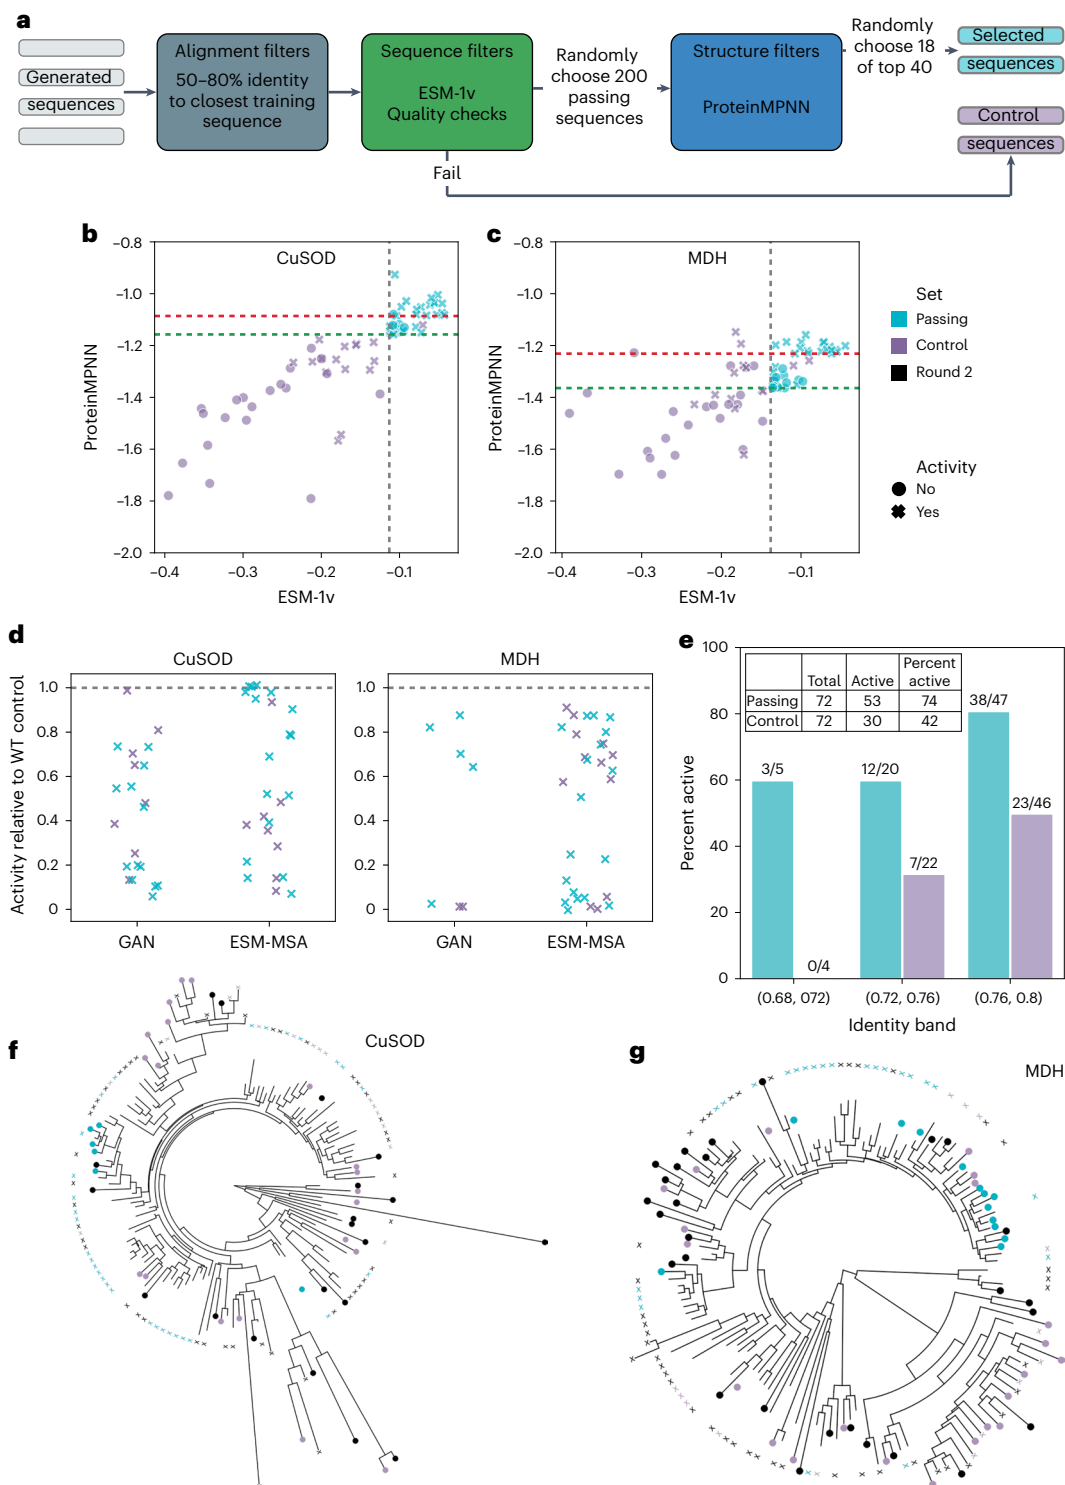 a
Generated
sequences
Alignment filters
50–80% identity
to closest training
sequence
Sequence filters
ESM-1v
Quality checks
Randomly
choose 200
passing
sequences
Structure filters
ProteinMPNN
Randomly
choose 18
of top 40
Selected
sequences
Control
sequences
Fail
b
CuSOD
ProteinMPNN
−0.8
−1.0
−1.2
−1.4
−1.6
−1.8
−2.0
−0.4
−0.3
−0.2
−0.1
ESM-1v
c
MDH
ProteinMPNN
−0.8
−1.0
−1.2
−1.4
−1.6
−1.8
−2.0
−0.4
−0.3
−0.2
−0.1
ESM-1v
Set
Passing
Control
Round 2
Activity
No
Yes
d
CuSOD
Activity relative to WT control
1.0
0.8
0.6
0.4
0.2
0
GAN
ESM-MSA
MDH
1.0
0.8
0.6
0.4
0.2
0
GAN
ESM-MSA
e
Percent active
100
80
60
40
20
0
Total Active Percent active
Passing 72 53 74
Control 72 30 42
3/5
0/4
12/20
7/22
38/47
23/46
(0.68, 072)
(0.72, 0.76)
(0.76, 0.8)
Identity band
f
CuSOD
g
MDH